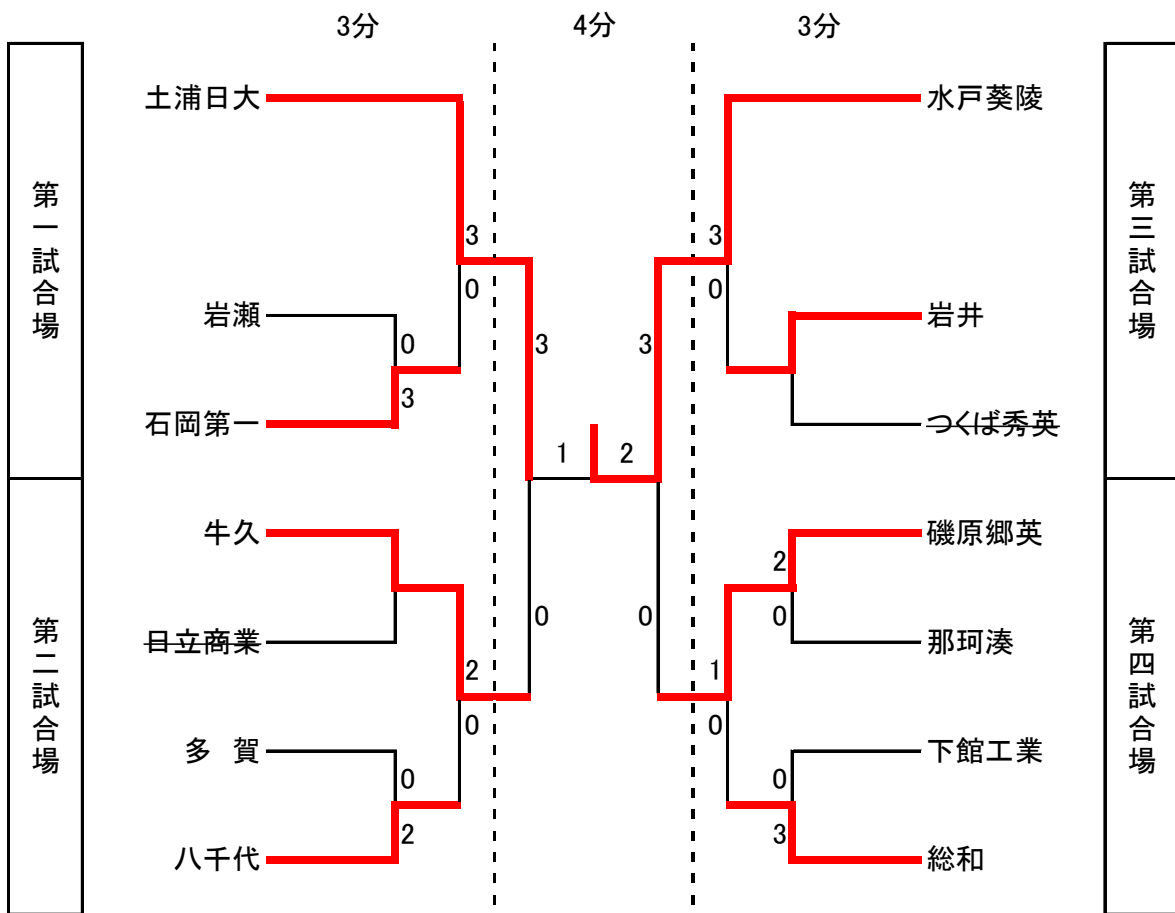 3分 4分 3分
第一試合場
第二試合場
土浦日大
3
0
岩瀬
0
3
石岡第一
牛久
日立商業
2
0
多 賀
0
2
八千代
3
0
1 2
3
0
水戸葵陵
3
0
岩井
つくば秀英
磯原郷英
2
0
那珂湊
1
0
下館工業
0
3
総和
第三試合場
第四試合場